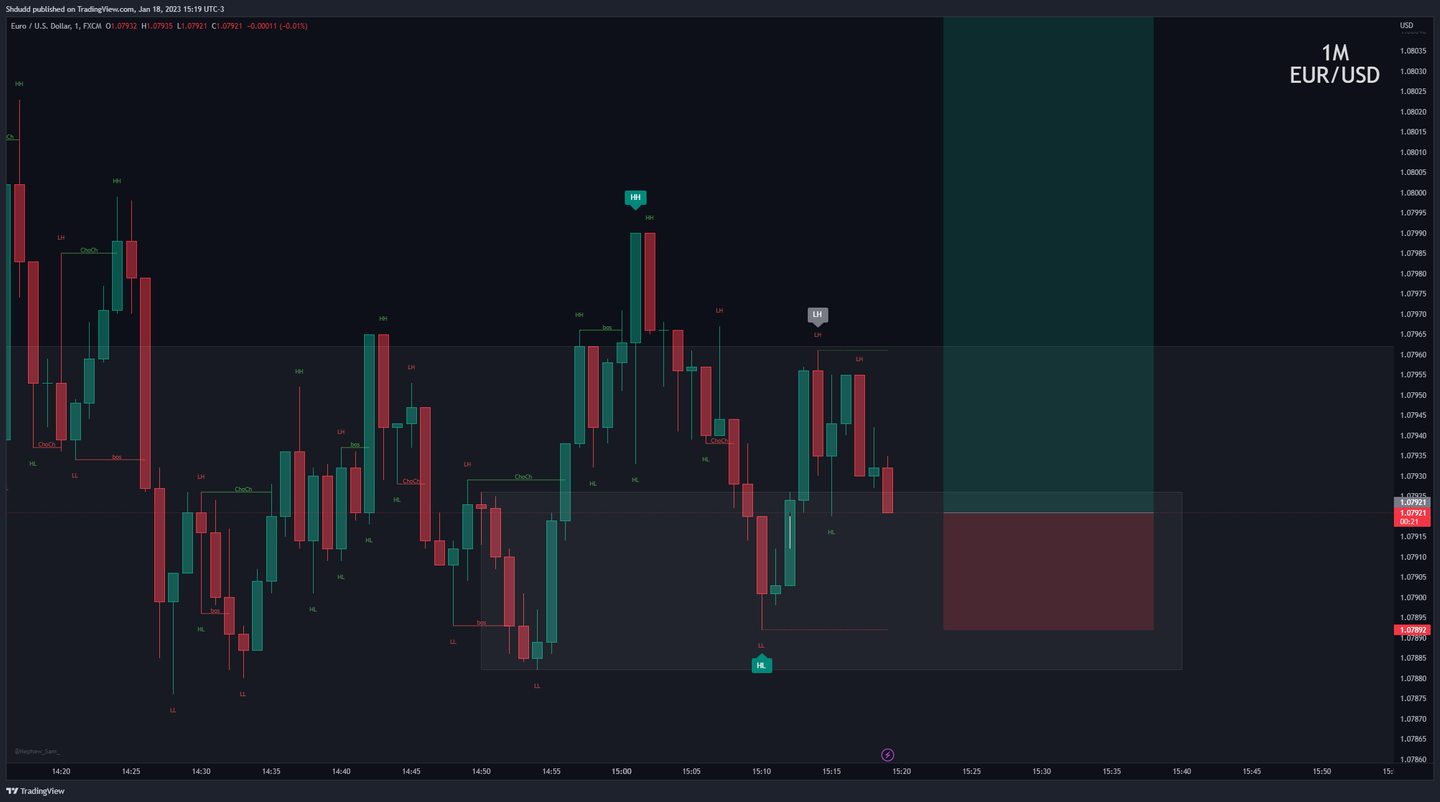 Shdudd published on TradingView.com, Jan 18, 2023 15:19 UTC-3
Euro / U.S. Dollar, 1, FXCM O1.07932 H1.07935 L1.07921 C1.07921 −0.00011 (−0.01%)
USD
1M
EUR/USD
1.08035
1.08030
1.08025
1.08020
1.08015
1.08010
1.08005
1.08000
1.07995
1.07990
1.07985
1.07980
1.07975
1.07970
1.07965
1.07960
1.07955
1.07950
1.07945
1.07940
1.07935
1.07930
1.07925
1.07921
1.07921
00:21
1.07915
1.07910
1.07905
1.07900
1.07895
1.07892
1.07890
1.07885
1.07880
1.07875
1.07870
1.07865
1.07860
HH
Ch
HH
HH
HH
LH
ChoCh
LH
HH
HH
LH
LH
HH
bos
LH
LH
HH
LH
bos
ChoCh
ChoCh
HL
bos
LL
LH
ChoCh
LH
ChoCh
ChoCh
HL
HL
HL
HL
HL
HL
HL
HL
bos
HL
HL
bos
LL
LL
LL
LL
LL
HL
@Nephew_Sam_
14:20 14:25 14:30 14:35 14:40 14:45 14:50 14:55 15:00 15:05 15:10 15:15 15:20 15:25 15:30 15:35 15:40 15:45 15:50
TradingView